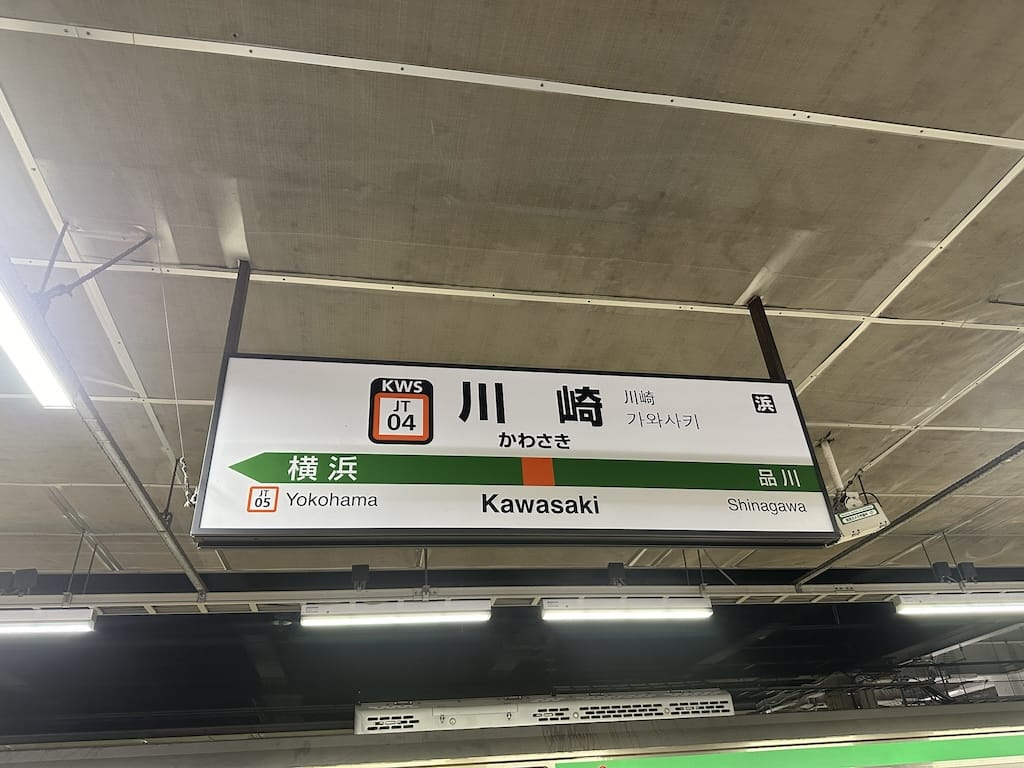 KWS
JT
04
川崎
川崎
가와사키
浜
かわさき
横浜
品川
JT
05
Yokohama
Kawasaki
Shinagawa